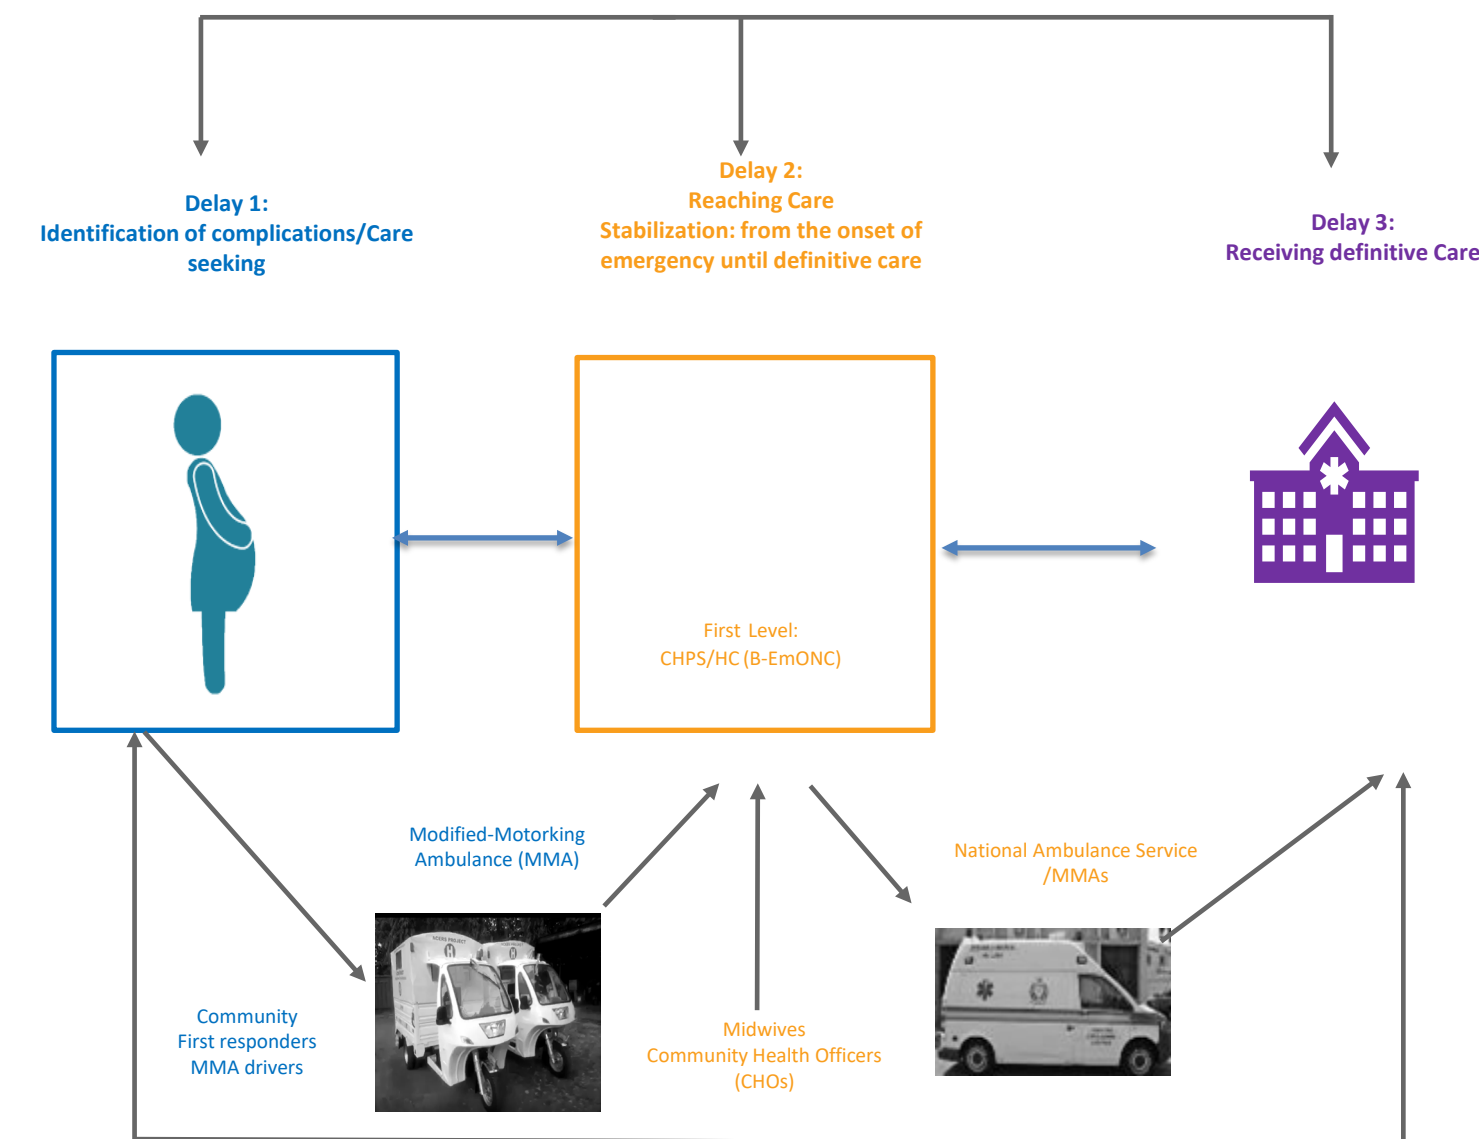 Delay 1:
Identification of complications/Care
seeking
Delay 2:
Reaching Care
Stabilization: from the onset of
emergency until definitive care
Delay 3:
Receiving definitive Care
First Level:
CHPS/HC (B-EmONC)
Modified-Motorking
Ambulance (MMA)
National Ambulance Service
/MMAs
Community
First responders
MMA drivers
Midwives
Community Health Officers
(CHOs)